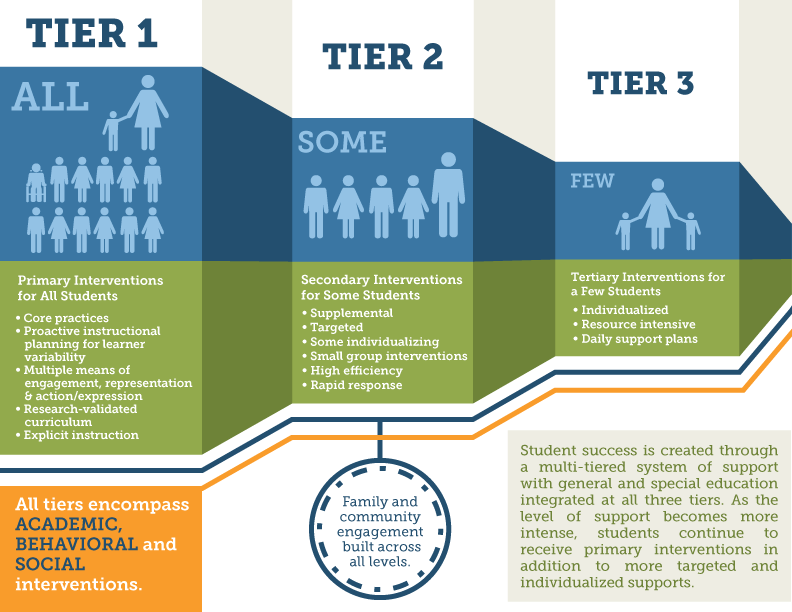 TIER 1
ALL
Primary Interventions
for All Students
• Core practices
• Proactive instructional
planning for learner
variability
• Multiple means of
engagement, representation
& action/expression
• Research-validated
curriculum
• Explicit instruction
All tiers encompass
ACADEMIC,
BEHAVIORAL and
SOCIAL
interventions.
TIER 2
SOME
Secondary Interventions
for Some Students
• Supplemental
• Targeted
• Some individualizing
• Small group interventions
• High efficiency
• Rapid response
Family and
community
engagement
built across
all levels.
TIER 3
FEW
Tertiary Interventions for
a Few Students
• Individualized
• Resource intensive
• Daily support plans
Student success is created through
a multi-tiered system of support
with general and special education
integrated at all three tiers. As the
level of support becomes more
intense, students continue to
receive primary interventions in
addition to more targeted and
individualized supports.